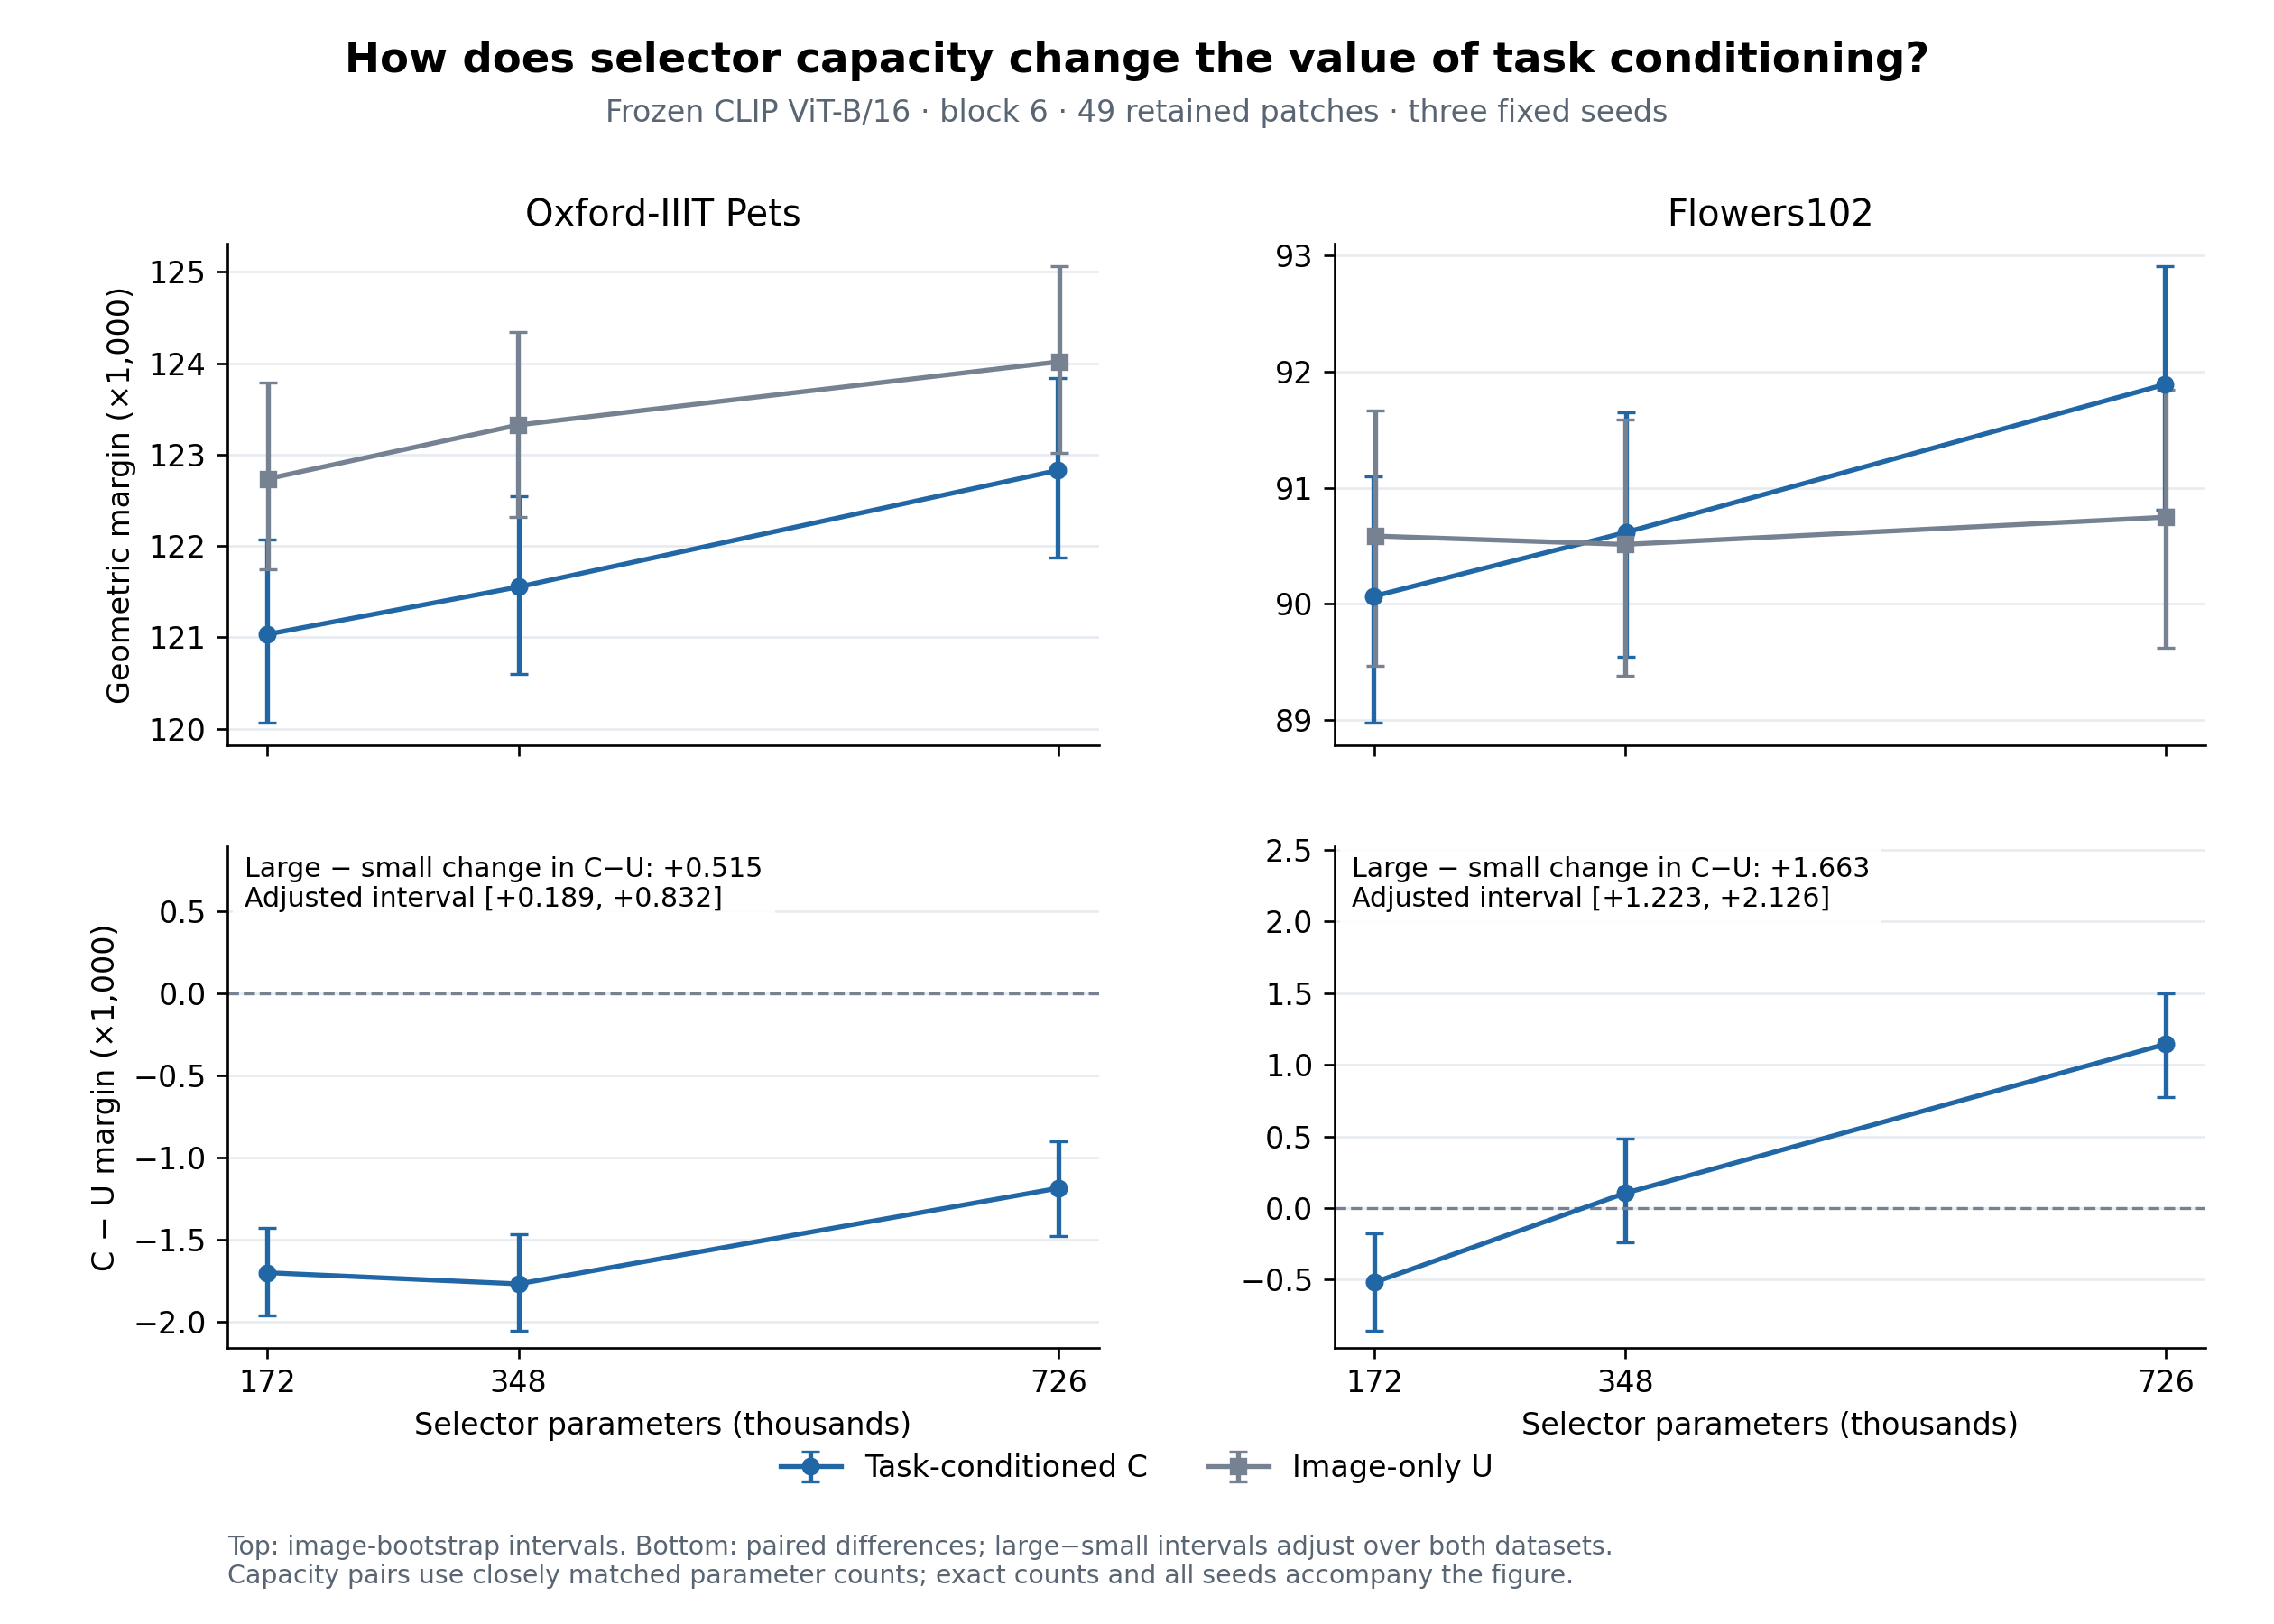 How does selector capacity change the value of task conditioning?
Frozen CLIP ViT-B/16 · block 6 · 49 retained patches · three fixed seeds
Oxford-IIIT Pets
Geometric margin (×1,000)
125
124
123
122
121
120
Flowers102
93
92
91
90
89
Large − small change in C−U: +0.515
Adjusted interval [+0.189, +0.832]
C − U margin (×1,000)
0.5
0.0
−0.5
−1.0
−1.5
−2.0
172 348 726
Selector parameters (thousands)
Large − small change in C−U: +1.663
Adjusted interval [+1.223, +2.126]
2.5
2.0
1.5
1.0
0.5
0.0
−0.5
172 348 726
Selector parameters (thousands)
Task-conditioned C Image-only U
Top: image-bootstrap intervals. Bottom: paired differences; large−small intervals adjust over both datasets.
Capacity pairs use closely matched parameter counts; exact counts and all seeds accompany the figure.